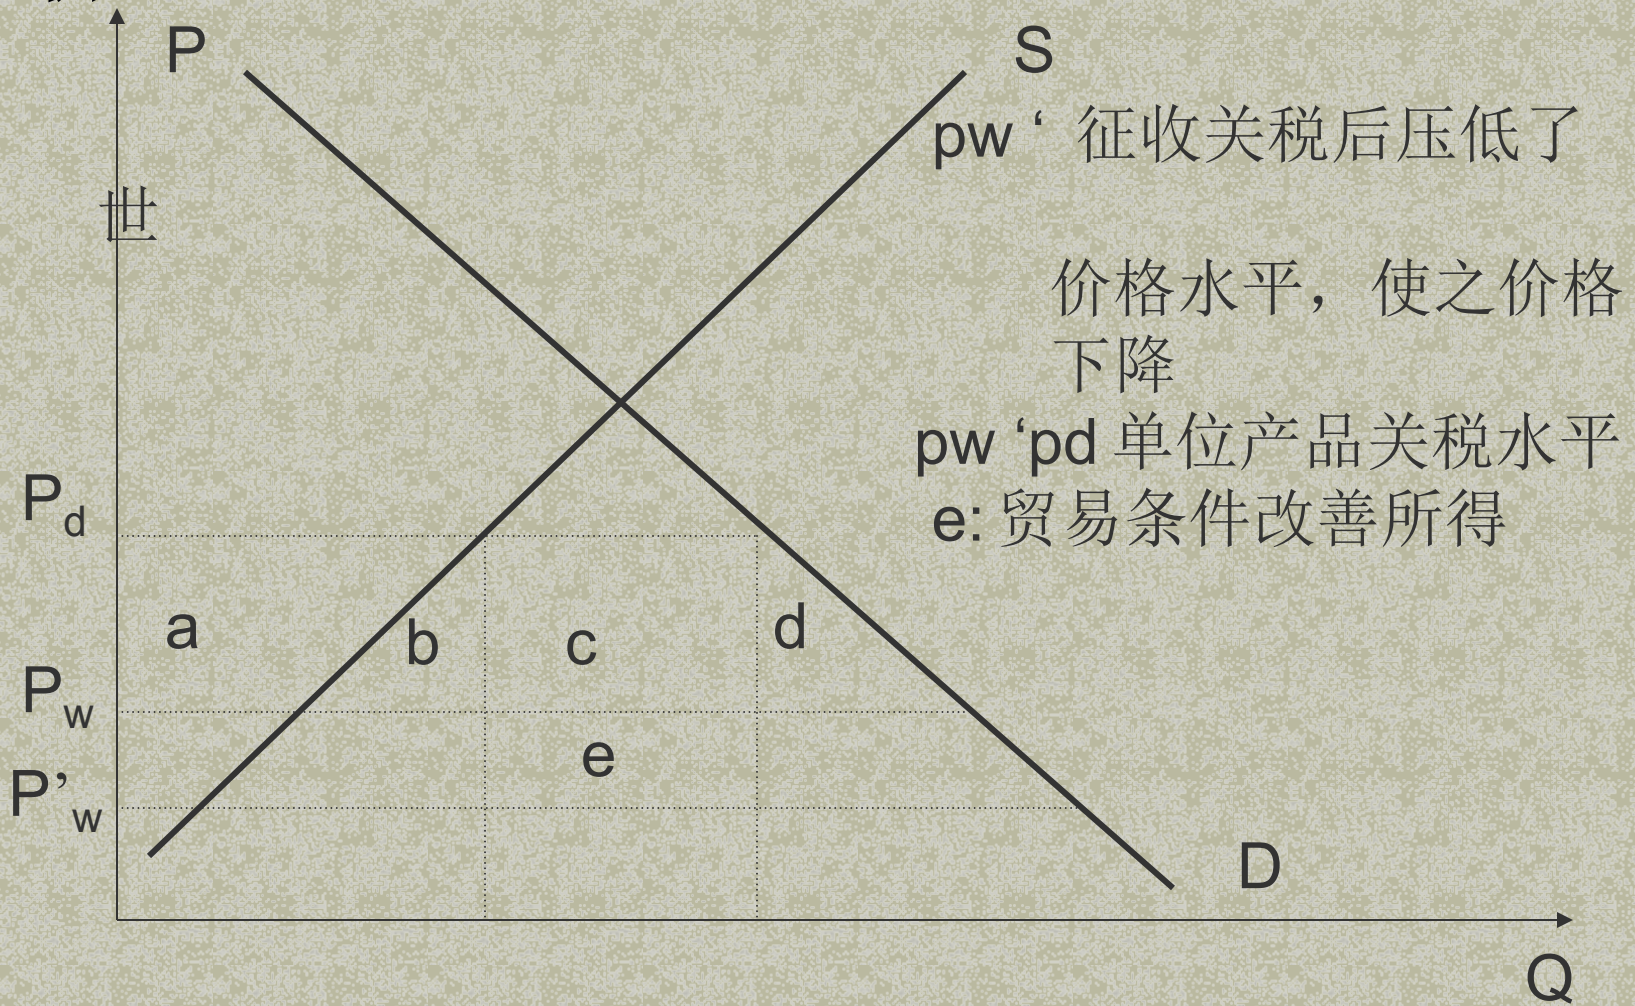 P
S
pw ‘ 征收关税后压低了
世
价格水平，使之价格
下降
pw ‘pd 单位产品关税水平
Pd
e: 贸易条件改善所得
a
b
c
d
Pw
e
P’w
D
Q